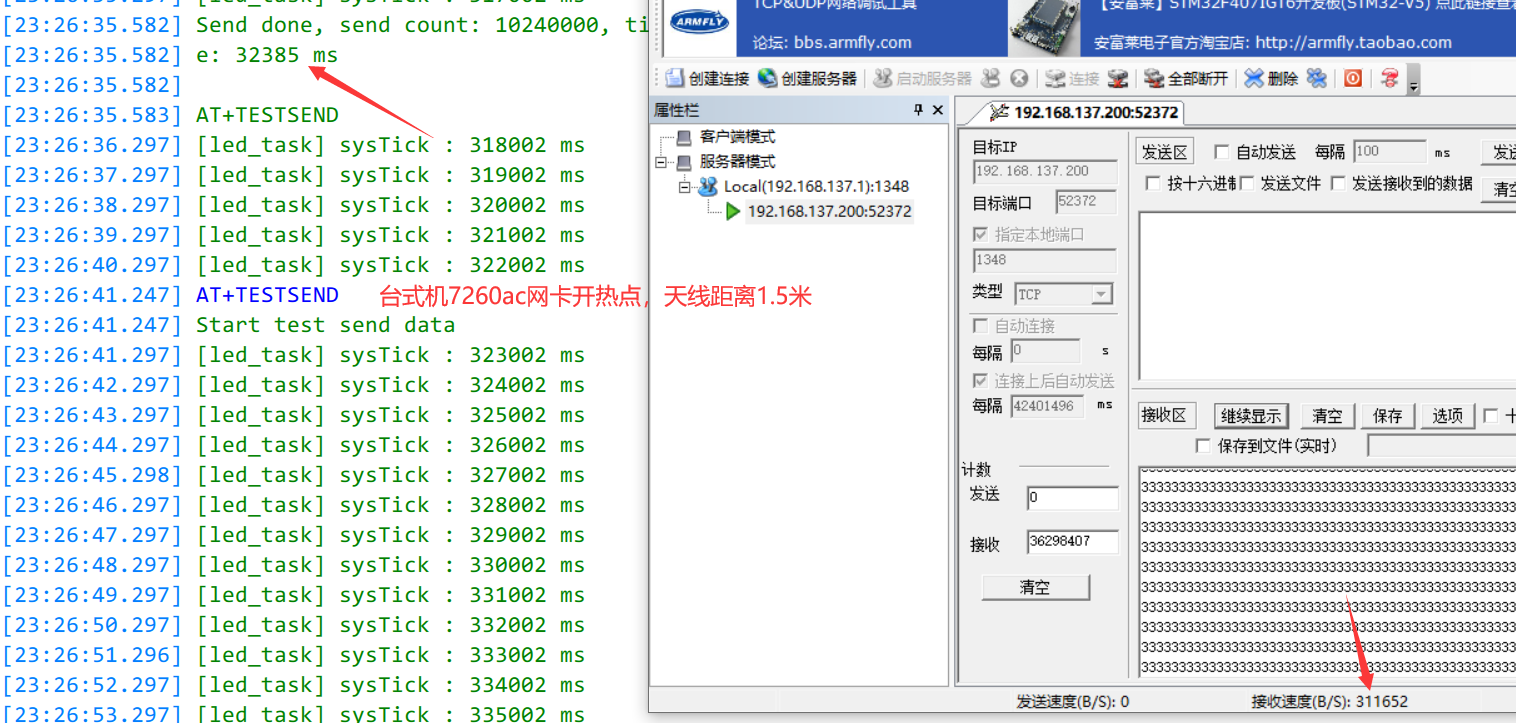 [23:26:35.582] Send done, send count: 10240000, ti
[23:26:35.582] e: 32385 ms
[23:26:35.582]
[23:26:35.583] AT+TESTSEND
[23:26:36.297] [led_task] sysTick : 318002 ms
[23:26:37.297] [led_task] sysTick : 319002 ms
[23:26:38.297] [led_task] sysTick : 320002 ms
[23:26:39.297] [led_task] sysTick : 321002 ms
[23:26:40.297] [led_task] sysTick : 322002 ms
[23:26:41.247] AT+TESTSEND
台式机7260ac网卡开热点，天线距离1.5米
[23:26:41.247] Start test send data
[23:26:41.297] [led_task] sysTick : 323002 ms
[23:26:42.297] [led_task] sysTick : 324002 ms
[23:26:43.297] [led_task] sysTick : 325002 ms
[23:26:44.297] [led_task] sysTick : 326002 ms
[23:26:45.298] [led_task] sysTick : 327002 ms
[23:26:46.297] [led_task] sysTick : 328002 ms
[23:26:47.297] [led_task] sysTick : 329002 ms
[23:26:48.297] [led_task] sysTick : 330002 ms
[23:26:49.297] [led_task] sysTick : 331002 ms
[23:26:50.297] [led_task] sysTick : 332002 ms
[23:26:51.296] [led_task] sysTick : 333002 ms
[23:26:52.297] [led_task] sysTick : 334002 ms
[23:26:53.297] [led_task] sysTick : 335002 ms
ARMFLY
TCP&UDP网络调试工具
论坛: bbs.armfly.com
【安富莱】STM32F407IGT6开发板(STM32-V5) 点此链接查看
安富莱电子官方淘宝店: http://armfly.taobao.com
创建连接 创建服务器 启动服务器 连接 全部断开 删除
属性栏
客户端模式
服务器模式
Local(192.168.137.1):1348
192.168.137.200:52372
192.168.137.200:52372
目标IP
192.168.137.200
目标端口 52372
指定本地端口
1348
类型 TCP
自动连接
每隔 0 s
连接上后自动发送
每隔 42401496 ms
计数
发送 0
接收 36298407
清空
发送区 自动发送 每隔 100 ms
按十六进制 发送文件 发送接收到的数据
接收区 继续显示 清空 保存 选项
保存到文件(实时)
发送速度(B/S): 0
接收速度(B/S): 311652